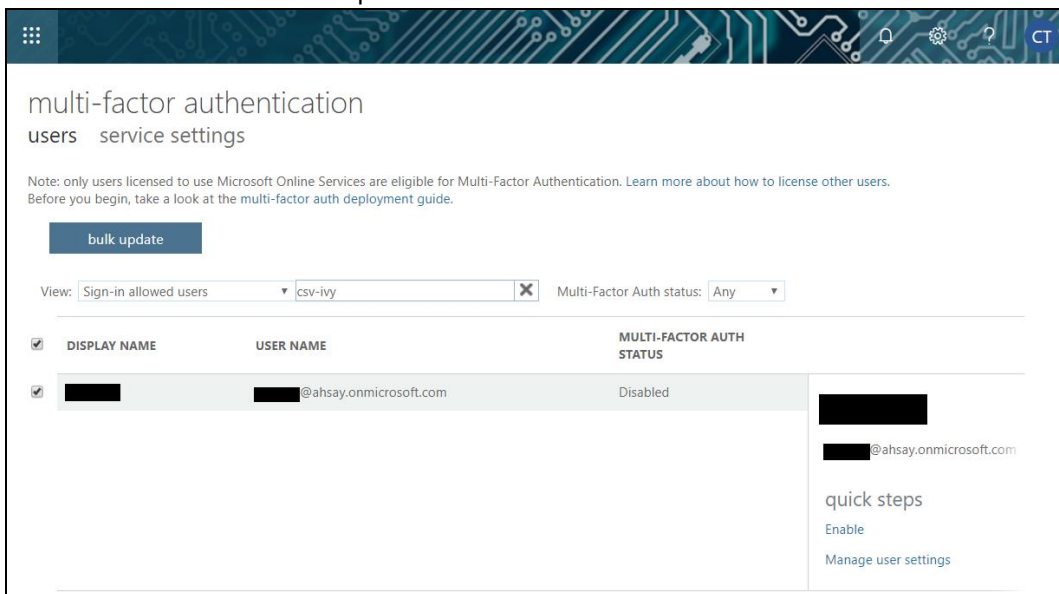 CT
multi-factor authentication
users service settings
Note: only users licensed to use Microsoft Online Services are eligible for Multi-Factor Authentication. Learn more about how to license other users.
Before you begin, take a look at the multi-factor auth deployment guide.
bulk update
View: Sign-in allowed users csv-ivy Multi-Factor Auth status: Any
DISPLAY NAME USER NAME MULTI-FACTOR AUTH
STATUS
@ahsay.onmicrosoft.com Disabled
@ahsay.onmicrosoft.com
quick steps
Enable
Manage user settings